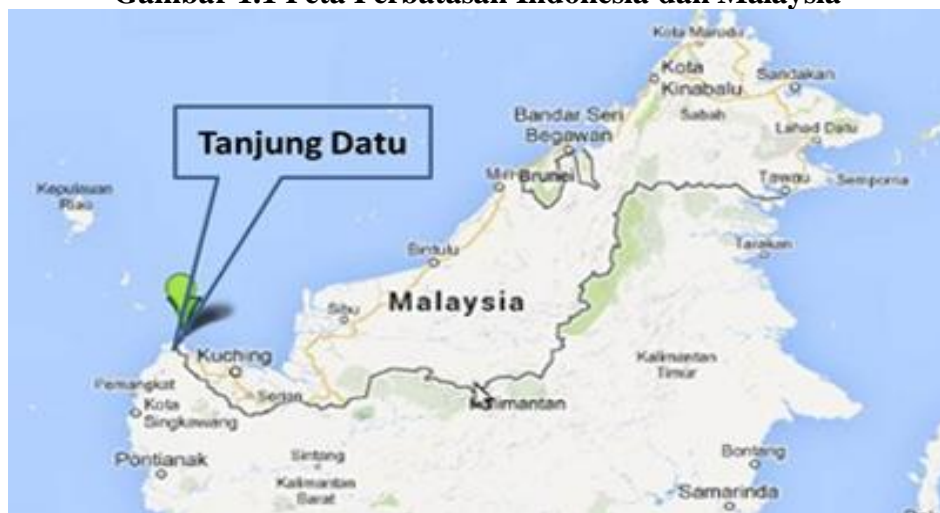 Gambar 1.1 Peta Perbatasan Indonesia dan Malaysia
Kota Marudu
Kota
Kinabalu
Sandakan
Sabah
Bandar Seri
Begawan
Lahad Datu
Tanjung Datu
Miri
Brunei
Tawau
Semporna
Kepulauan
Riau
Bintulu
Tarakan
Sibu
Malaysia
Kuching
Kalimantan
Timur
Pemangkat
Serian
Kalimantan
Kota
Singkawang
Pontianak
Sintang
Bontang
Kalimantan
Barat
Samarinda